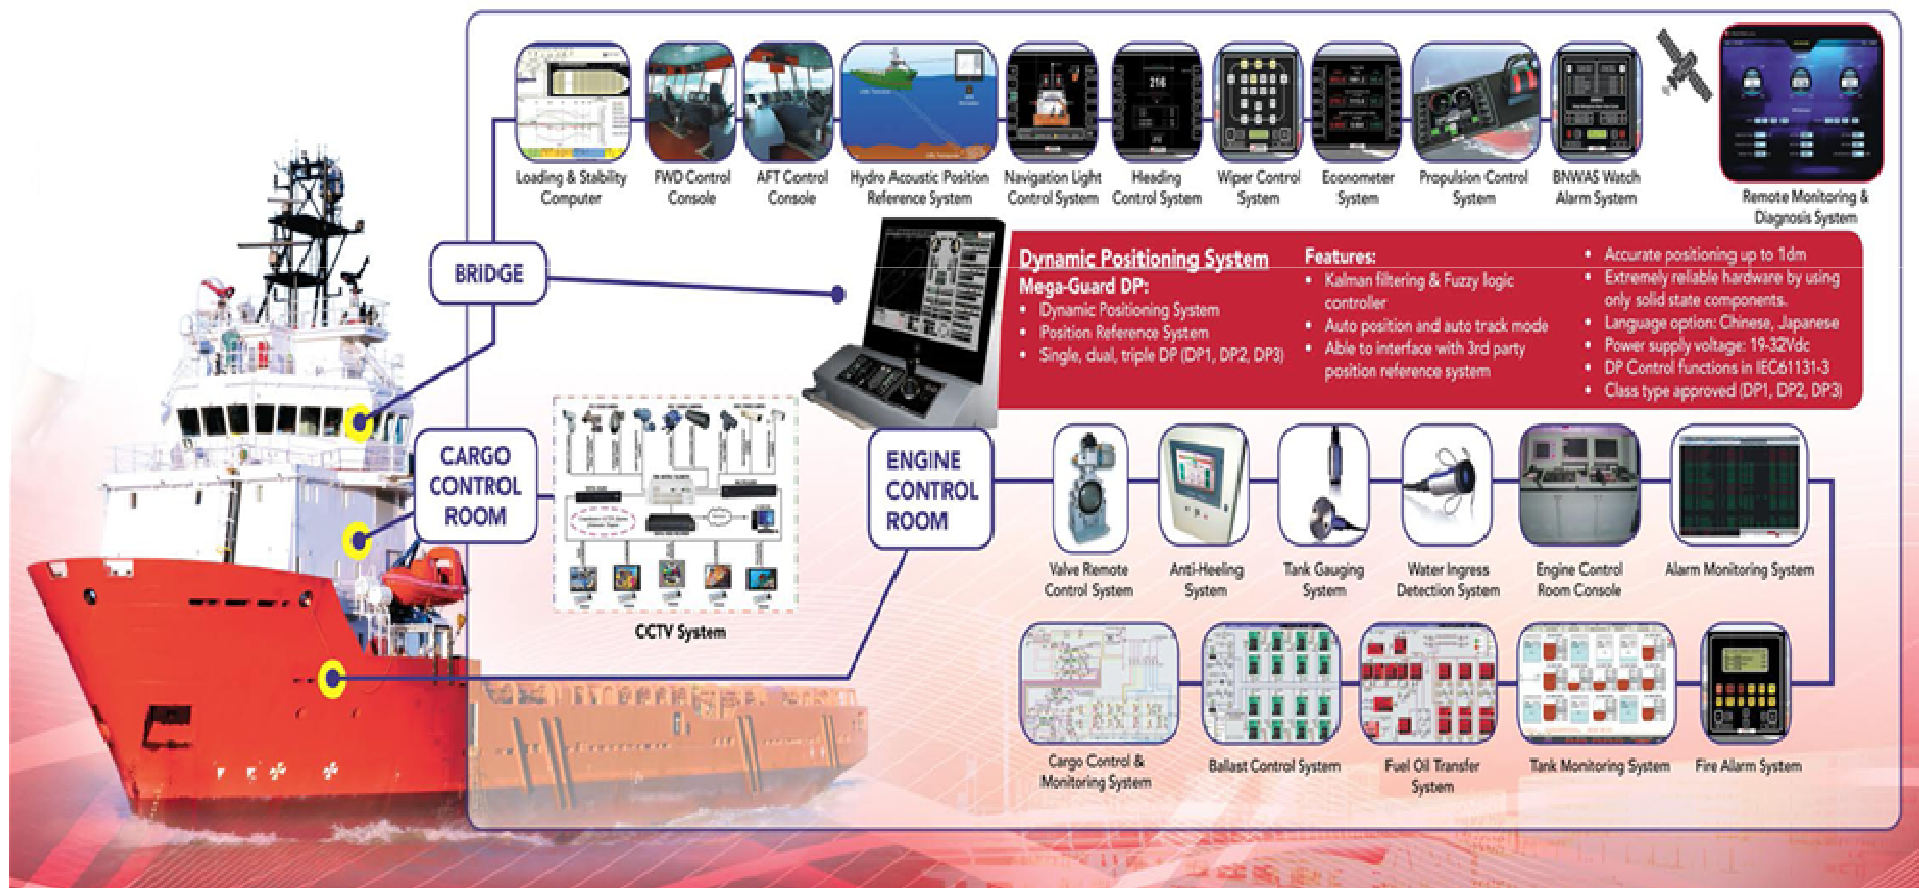 Loading & Stalbility
Computer
FWD Control
Console
AFT Control
Console
Hydro Acoustic Position
Reference System
Navigation Light
Control System
Heading
Control System
Wiper Control
System
Econometer
System
Propulsion Control
System
BNWAS Watch
Alarm System
Remote Monitoring &
Diagnosis System
216
BRIDGE
Dynamic Positioning System
Mega-Guard DP:
• Dynamic Positioning System
• Position Reference System
• Single, dual, triple DP (DP1, DP2, DP3)
Features:
• Kalman filtering & Fuzzy logic
controller
• Auto position and auto track mode
• Able to interface with 3rd party
position reference system
• Accurate positioning up to 1dm
• Extremely reliable hardware by using
only solid state components.
• Language option: Chinese, Japanese
• Power supply voltage: 19-32Vdc
• DP Control functions in IEC61131-3
• Class type approved (DP1, DP2, DP3)
CARGO
CONTROL
ROOM
CCTV System
ENGINE
CONTROL
ROOM
Valve Remote
Control System
Anti-Heeling
System
Tank Gauging
System
Water Ingress
Detection System
Engine Control
Room Console
Alarm Monitoring System
Cargo Control &
Monitoring System
Ballast Control System
Fuel Oil Transfer
System
Tank Monitoring System
Fire Alarm System